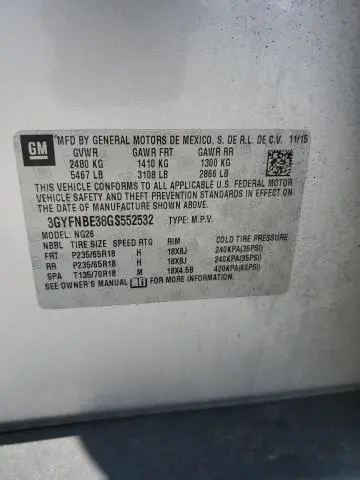 GM
MFD BY GENERAL MOTORS DE MEXICO, S. DE R.L. DE C.V. 11/15
GVWR GAWR FRT GAWR RR
2480 KG 1410 KG 1300 KG
5467 LB 3108 LB 2866 LB
THIS VEHICLE CONFORMS TO ALL APPLICABLE U.S. FEDERAL MOTOR
VEHICLE SAFETY AND THEFT PREVENTION STANDARDS IN EFFECT ON
THE DATE OF MANUFACTURE SHOWN ABOVE.
3GYFNBE38GS552532 TYPE: M.P.V.
MODEL: NG26
NBBL TIRE SIZE SPEED RTG RIM COLD TIRE PRESSURE
FRT P235/65R18 H 18X8J 240KPA(35PSI)
RR P235/65R18 H 18X8J 240KPA(35PSI)
SPA T135/70R18 M 18X4.5B 420KPA(60PSI)
SEE OWNER'S MANUAL FOR MORE INFORMATION.